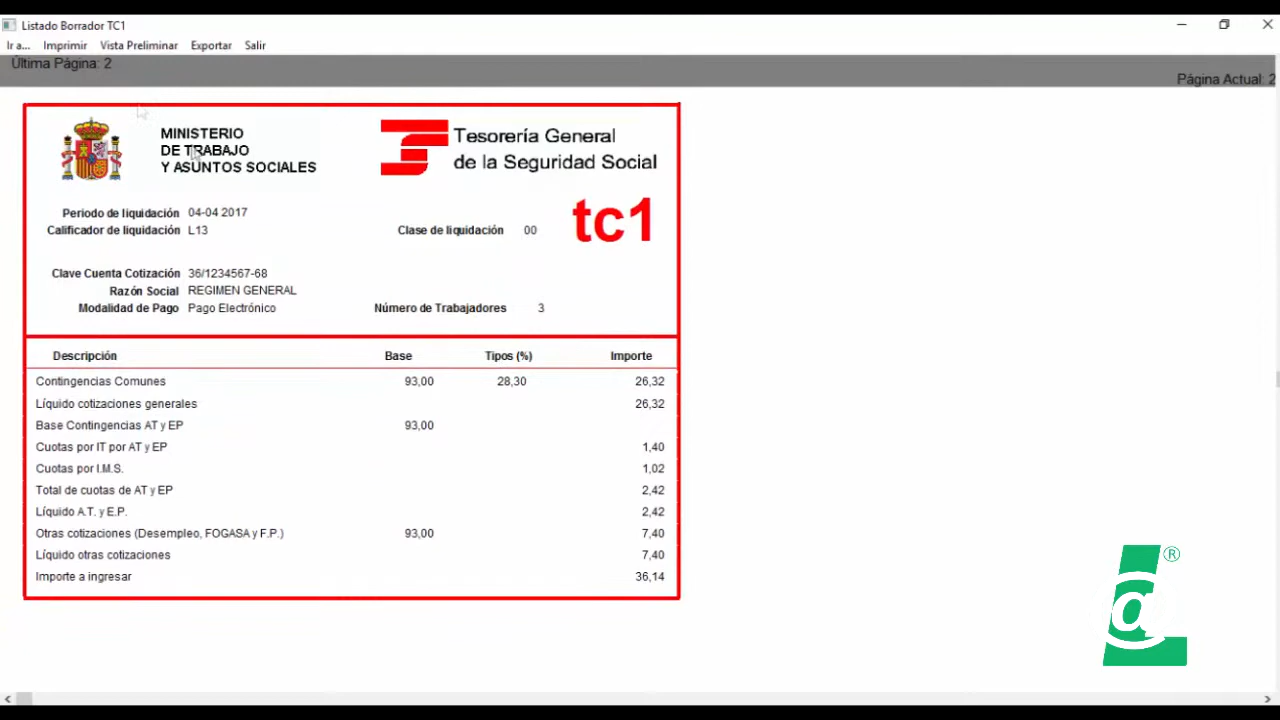 Listado Borrador TC1
Ir a... Imprimir Vista Preliminar Exportar Salir
Última Página: 2
Página Actual: 2
MINISTERIO
DE TRABAJO
Y ASUNTOS SOCIALES
Tesorería General
de la Seguridad Social
tc1
Periodo de liquidación 04-04 2017
Calificador de liquidación L13 Clase de liquidación 00
Clave Cuenta Cotización 36/1234567-68
Razón Social REGIMEN GENERAL
Modalidad de Pago Pago Electrónico Número de Trabajadores 3
Descripción Base Tipos (%) Importe
Contingencias Comunes 93,00 28,30 26,32
Líquido cotizaciones generales 26,32
Base Contingencias AT y EP 93,00
Cuotas por IT por AT y EP 1,40
Cuotas por I.M.S. 1,02
Total de cuotas de AT y EP 2,42
Líquido A.T. y E.P. 2,42
Otras cotizaciones (Desempleo, FOGASA y F.P.) 93,00 7,40
Líquido otras cotizaciones 7,40
Importe a ingresar 36,14
®
@